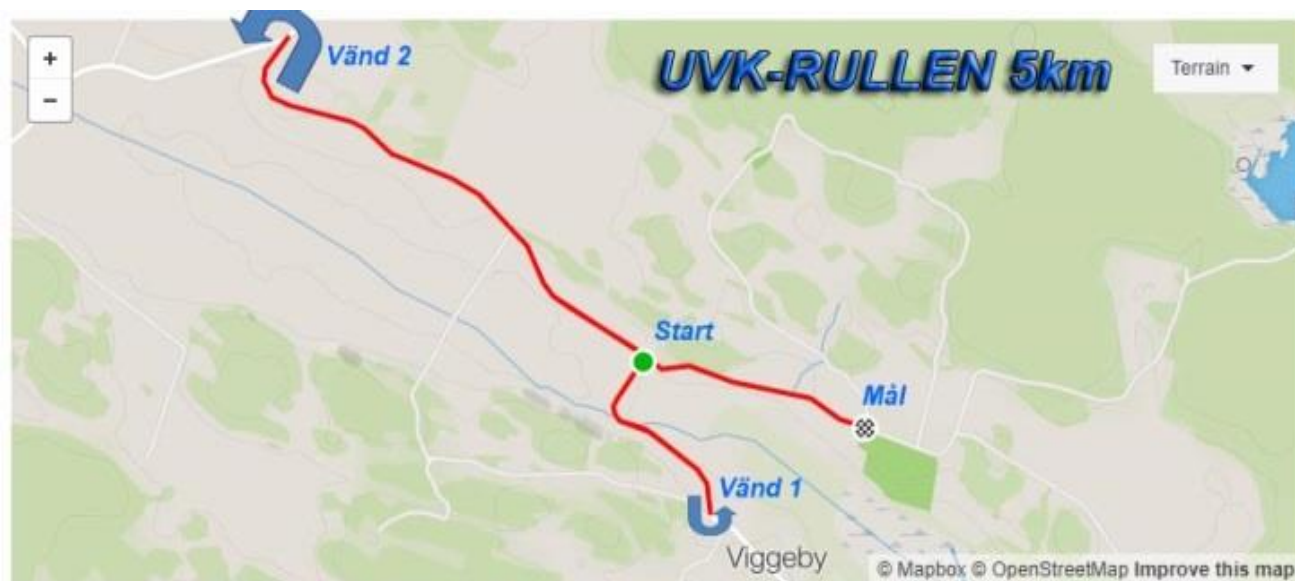 +
−
Vänd 2
UVK-RULLEN 5km
Terrain
Start
Mål
Vänd 1
Viggeby
© Mapbox © OpenStreetMap Improve this map